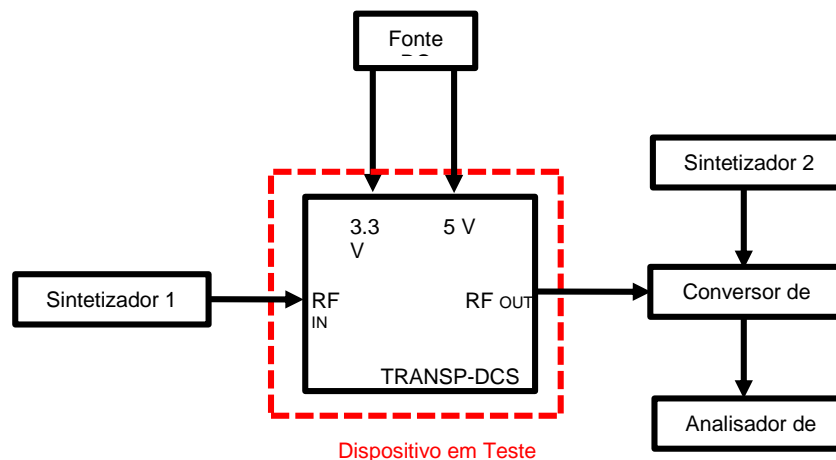 Fonte
Sintetizador 2
3.3
5 V
V
Sintetizador 1
RF
IN
RF OUT
Conversor de
TRANSP-DCS
Analisador de
Dispositivo em Teste